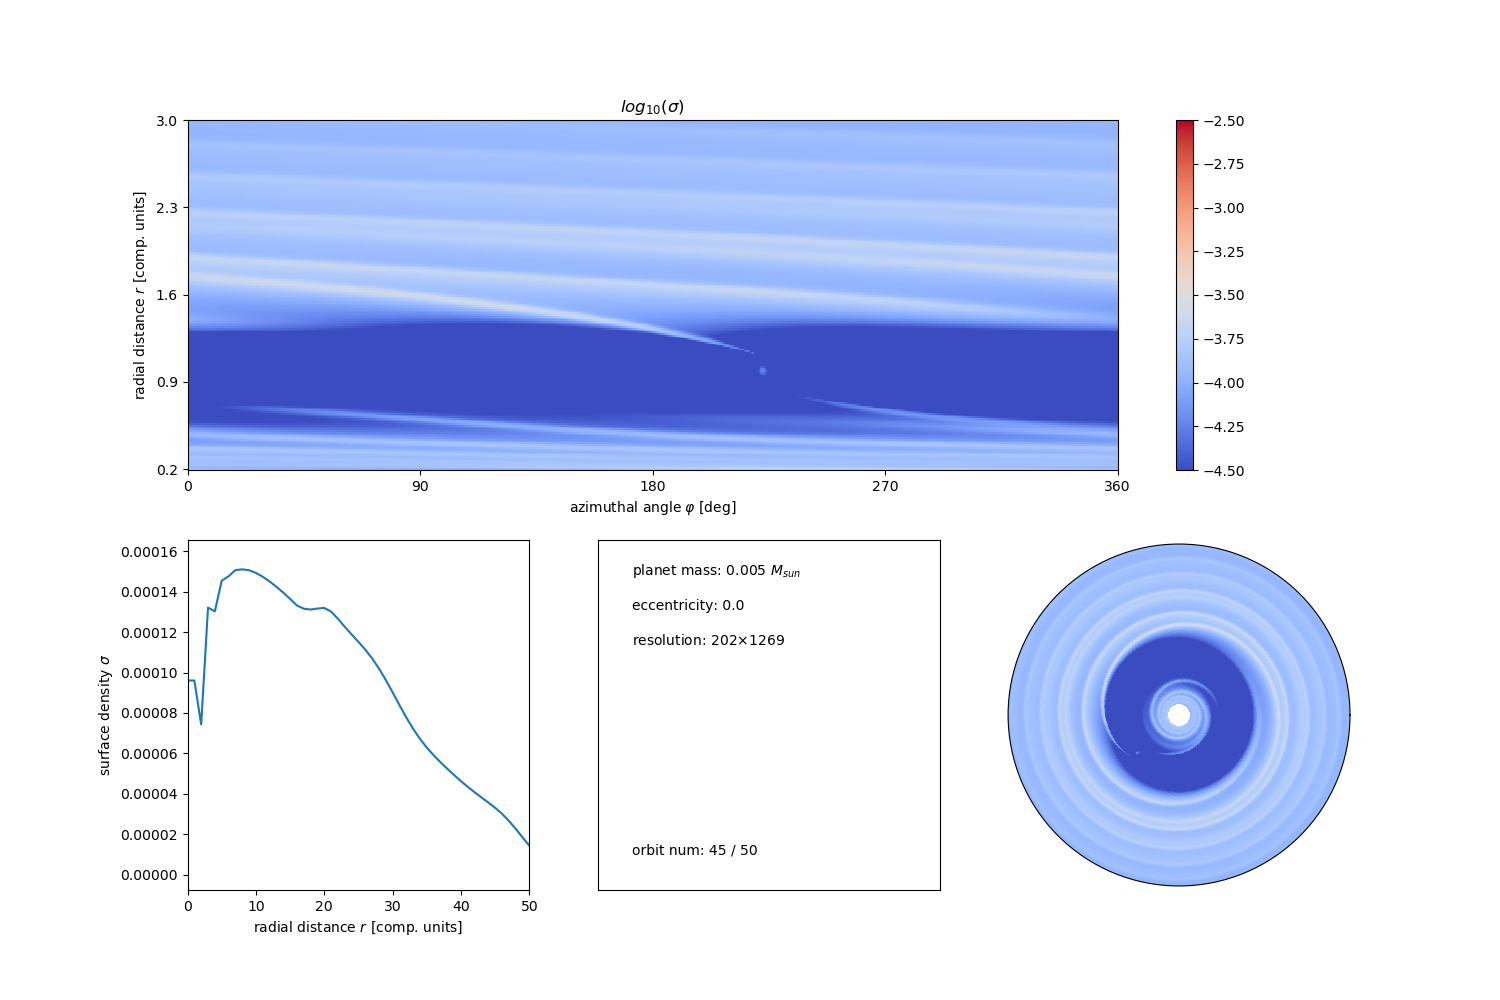 log₁₀(σ)
3.0
2.3
1.6
0.9
0.2
radial distance r [comp. units]
0 90 180 270 360
azimuthal angle φ [deg]
−2.50
−2.75
−3.00
−3.25
−3.50
−3.75
−4.00
−4.25
−4.50
0.00016
0.00014
0.00012
0.00010
0.00008
0.00006
0.00004
0.00002
0.00000
surface density σ
0 10 20 30 40 50
radial distance r [comp. units]
planet mass: 0.005 M_sun
eccentricity: 0.0
resolution: 202×1269
orbit num: 45 / 50